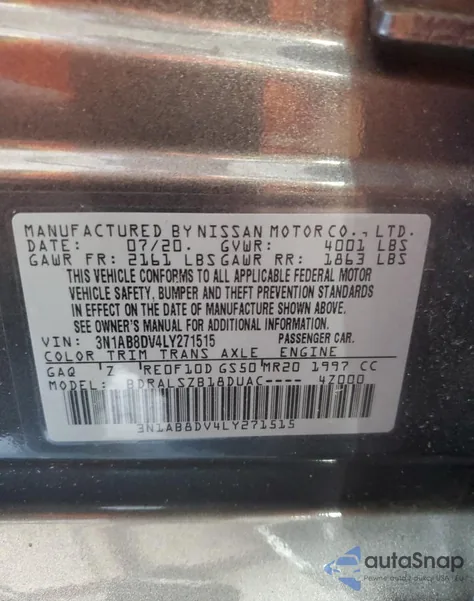 MANUFACTURED BY NISSAN MOTOR CO., LTD.
DATE: 07/20. GVWR: 4001 LBS
GAWR FR: 2161 LBS GAWR RR: 1863 LBS
THIS VEHICLE CONFORMS TO ALL APPLICABLE FEDERAL MOTOR
VEHICLE SAFETY, BUMPER AND THEFT PREVENTION STANDARDS
IN EFFECT ON THE DATE OF MANUFACTURE SHOWN ABOVE.
SEE OWNER'S MANUAL FOR ADDITIONAL INFORMATION.
VIN: 3N1AB8DV4LY271515 PASSENGER CAR.
COLOR TRIM TRANS AXLE ENGINE
GAQ Z RE0F10D GS50 MR20 1997 CC
MODEL: BDRALSZB18DUAC---- 4Z000
3N1AB8DV4LY271515
autaSnap